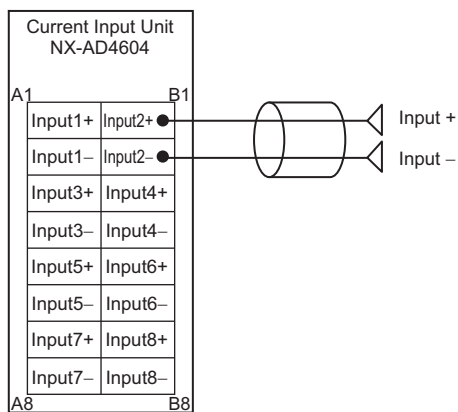 Current Input Unit
NX-AD4604
A1 B1
Input1+ Input2+ Input +
Input1– Input2– Input –
Input3+ Input4+
Input3– Input4–
Input5+ Input6+
Input5– Input6–
Input7+ Input8+
Input7– Input8–
A8 B8